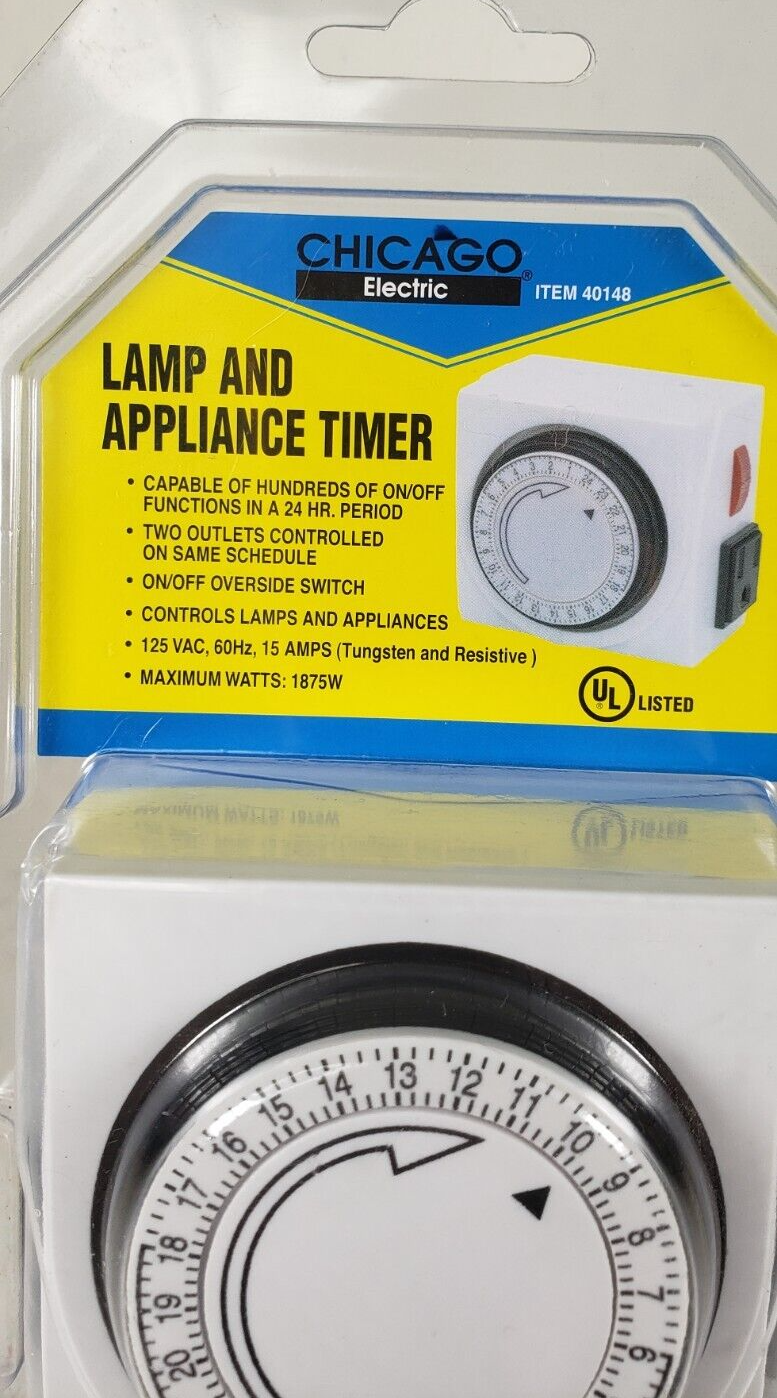 CHICAGO
Electric ®
ITEM 40148
LAMP AND
APPLIANCE TIMER
• CAPABLE OF HUNDREDS OF ON/OFF
FUNCTIONS IN A 24 HR. PERIOD
• TWO OUTLETS CONTROLLED
ON SAME SCHEDULE
• ON/OFF OVERSIDE SWITCH
• CONTROLS LAMPS AND APPLIANCES
• 125 VAC, 60Hz, 15 AMPS (Tungsten and Resistive )
• MAXIMUM WATTS: 1875W
UL ® LISTED
20 19 18 17 16 15 14 13 12 11 10 9 8 7 6